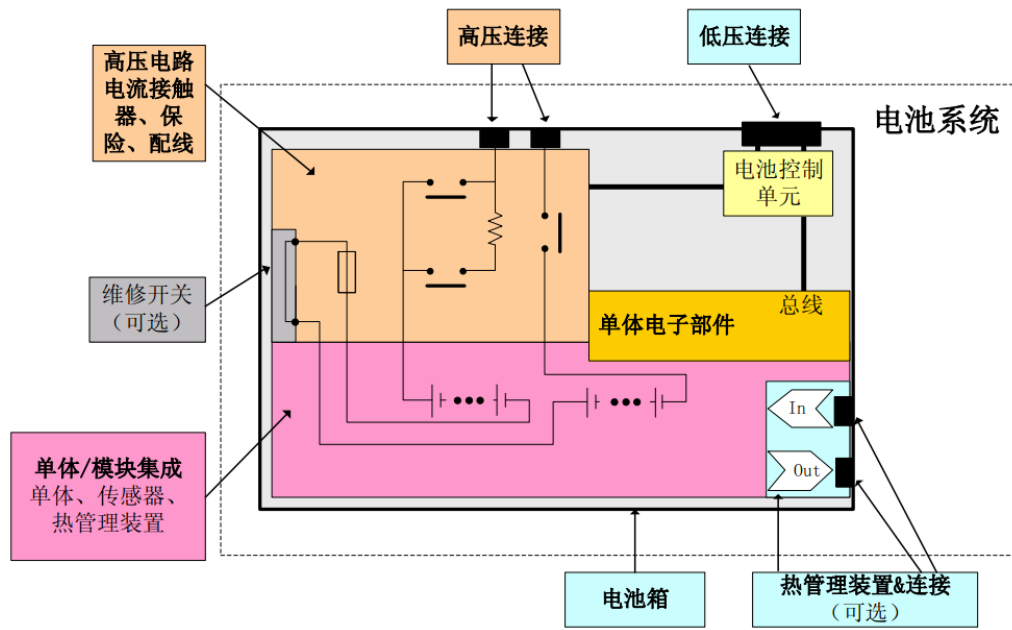 高压连接
低压连接
高压电路
电流接触
器、保
险、配线
电池系统
电池控制
单元
维修开关
（可选）
总线
单体电子部件
In
单体/模块集成
单体、传感器、
热管理装置
Out
电池箱
热管理装置&连接
（可选）